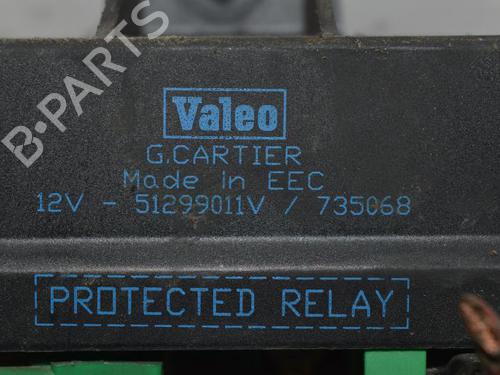 B-PARTS
Valeo
G.CARTIER
Made in EEC
12V - 51299011V / 735068
PROTECTED RELAY